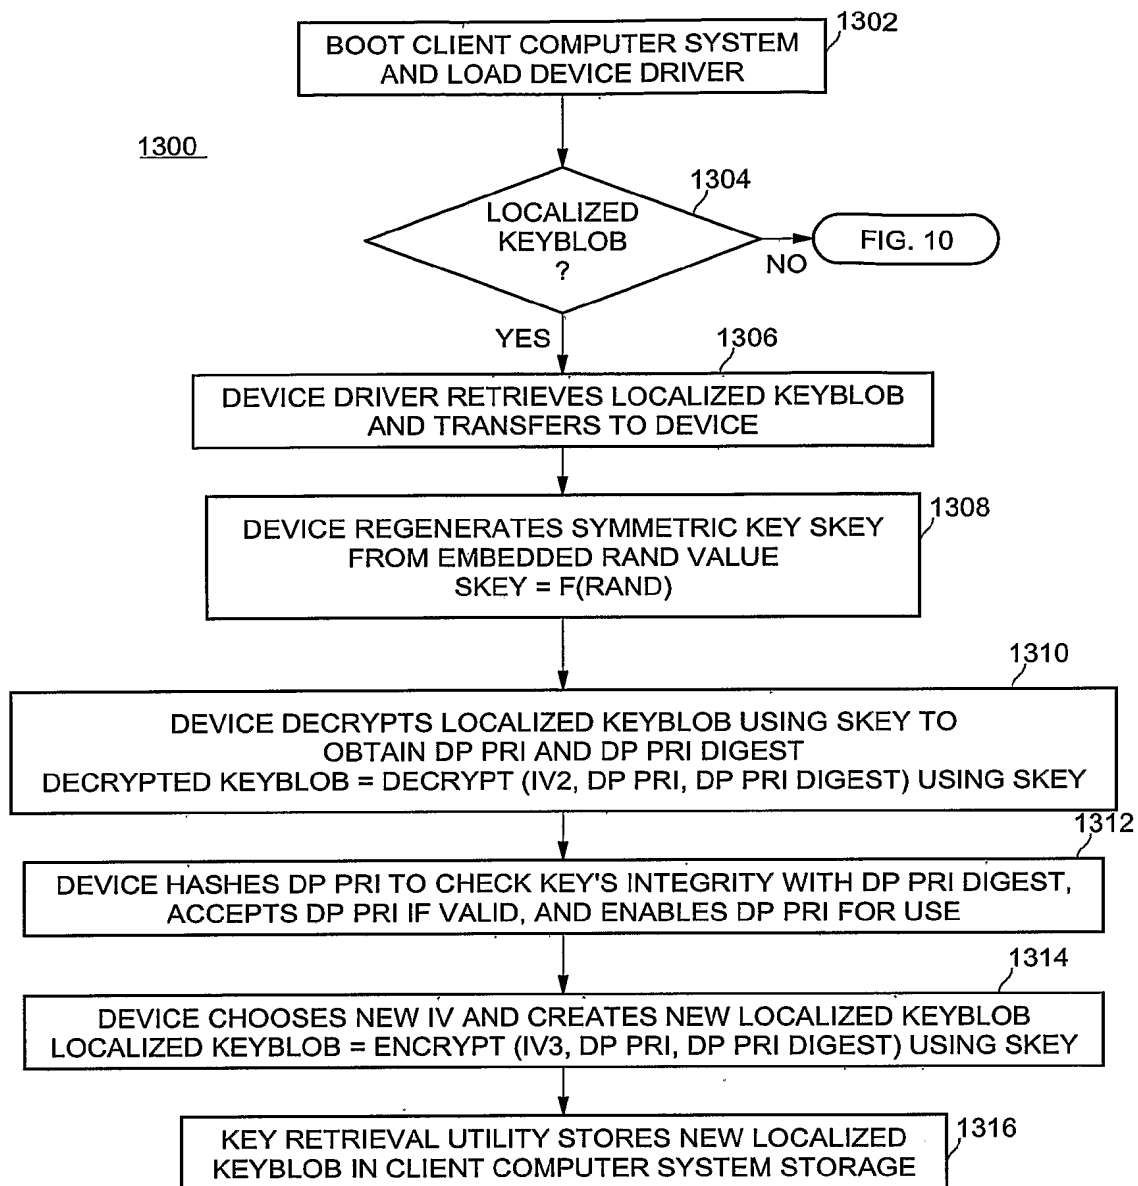 1302
BOOT CLIENT COMPUTER SYSTEM
AND LOAD DEVICE DRIVER
1300
1304
LOCALIZED
KEYBLOB
?
FIG. 10
NO
YES
1306
DEVICE DRIVER RETRIEVES LOCALIZED KEYBLOB
AND TRANSFERS TO DEVICE
1308
DEVICE REGENERATES SYMMETRIC KEY SKEY
FROM EMBEDDED RAND VALUE
SKEY = F(RAND)
1310
DEVICE DECRYPTS LOCALIZED KEYBLOB USING SKEY TO
OBTAIN DP PRI AND DP PRI DIGEST
DECRYPTED KEYBLOB = DECRYPT (IV2, DP PRI, DP PRI DIGEST) USING SKEY
1312
DEVICE HASHES DP PRI TO CHECK KEY'S INTEGRITY WITH DP PRI DIGEST,
ACCEPTS DP PRI IF VALID, AND ENABLES DP PRI FOR USE
1314
DEVICE CHOOSES NEW IV AND CREATES NEW LOCALIZED KEYBLOB
LOCALIZED KEYBLOB = ENCRYPT (IV3, DP PRI, DP PRI DIGEST) USING SKEY
1316
KEY RETRIEVAL UTILITY STORES NEW LOCALIZED
KEYBLOB IN CLIENT COMPUTER SYSTEM STORAGE